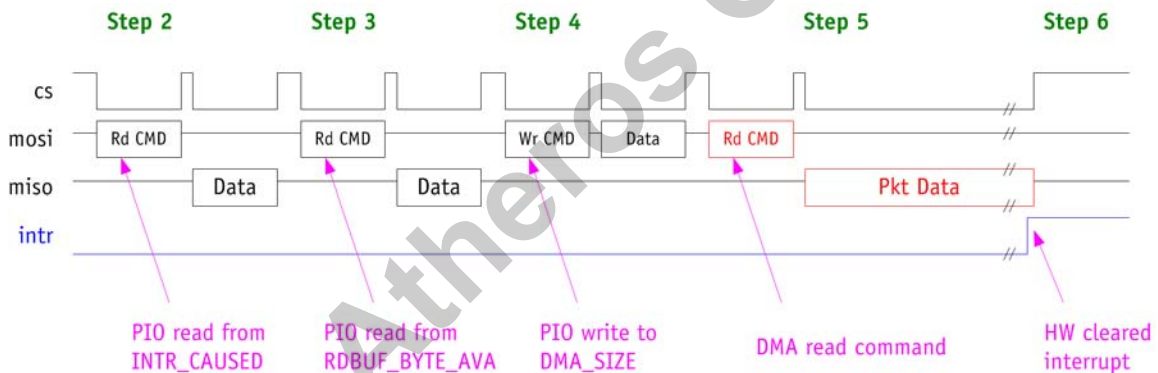 Step 2 Step 3 Step 4 Step 5 Step 6
cs
mosi Rd CMD Rd CMD Wr CMD Data Rd CMD
miso Data Data Pkt Data
intr
PIO read from PIO read from PIO write to DMA read command HW cleared
INTR_CAUSED RDBUF_BYTE_AVA DMA_SIZE interrupt
Atheros